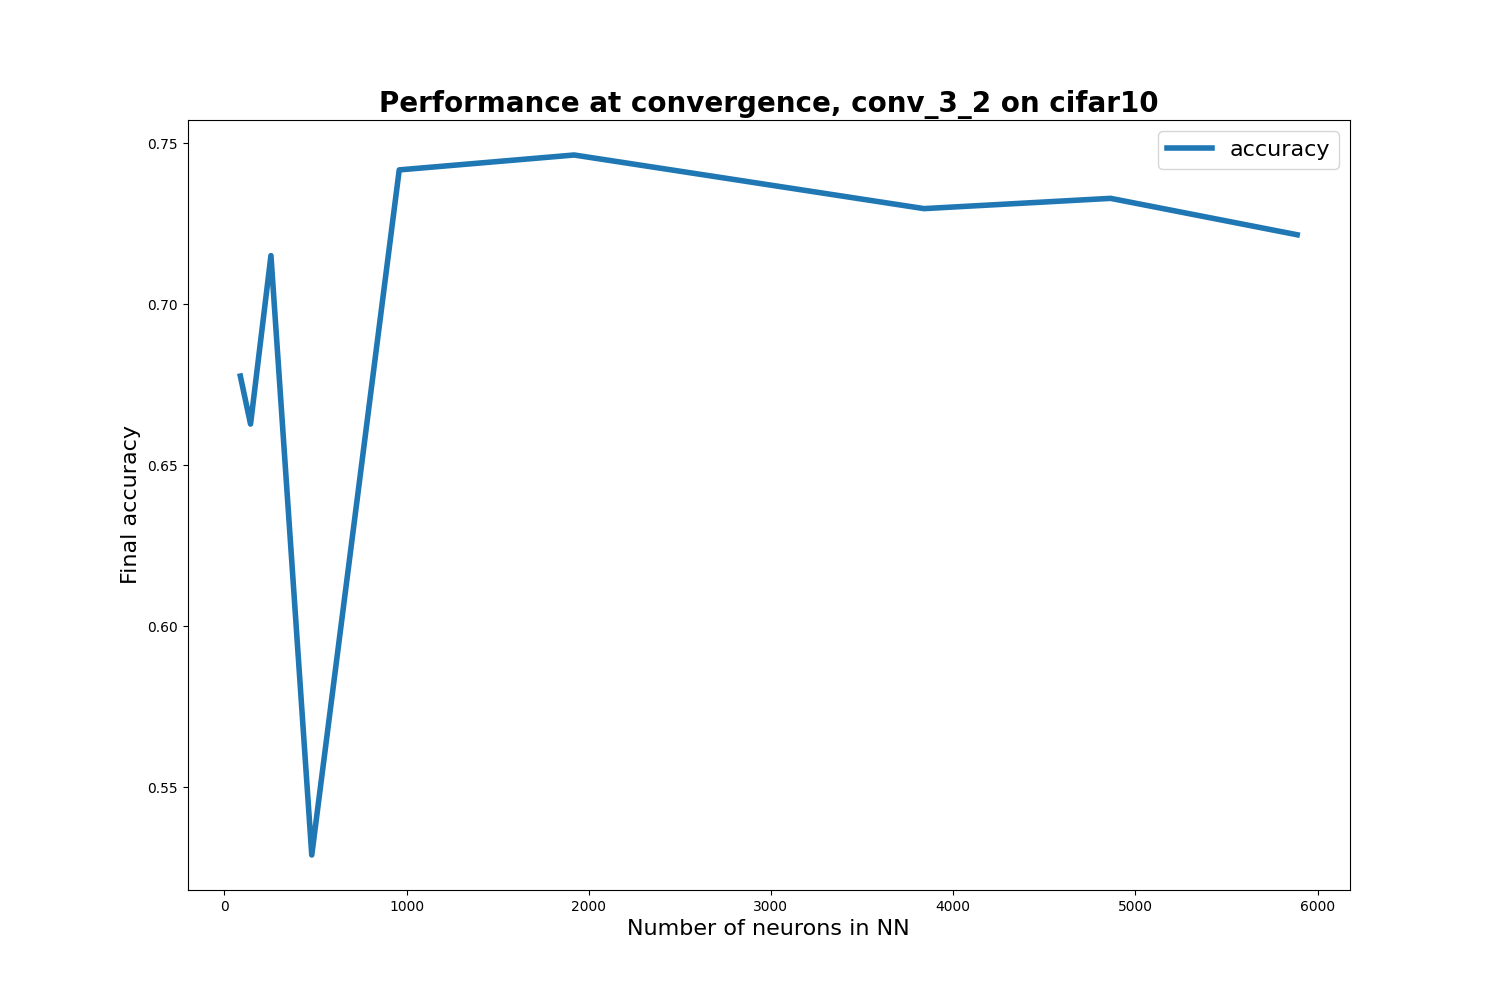 Performance at convergence, conv_3_2 on cifar10
accuracy
0.75
0.70
0.65
0.60
0.55
Final accuracy
0 1000 2000 3000 4000 5000 6000
Number of neurons in NN